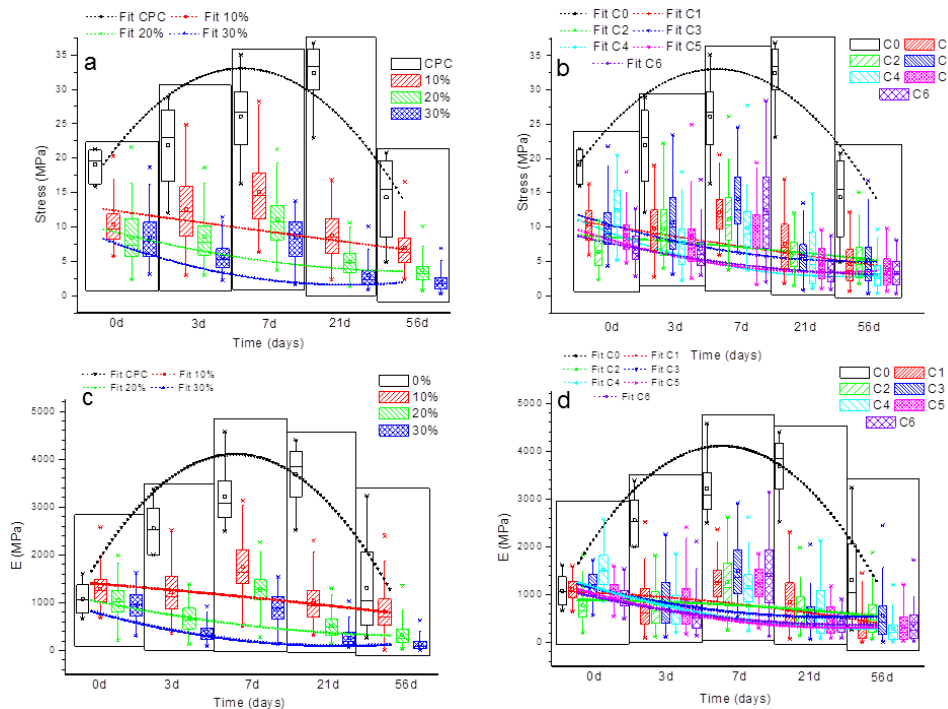 Fit CPC Fit 10%
Fit 20% Fit 30%
a
CPC
10%
20%
30%
Stress (MPa)
35
30
25
20
15
10
5
0
0d 3d 7d 21d 56d
Time (days)
Fit C0 Fit C1
Fit C2 Fit C3
Fit C4 Fit C5
Fit C6
b
C0 C
C2 C
C4 C
C6
Stress (MPa)
35
30
25
20
15
10
5
0
0d 3d 7d 21d 56d
Time (days)
Fit CPC Fit 10%
Fit 20% Fit 30%
c
0%
10%
20%
30%
E (MPa)
5000
4000
3000
2000
1000
0
0d 3d 7d 21d 56d
Time (days)
Fit C0 Fit C1
Fit C2 Fit C3
Fit C4 Fit C5
Fit C6
d
C0 C1
C2 C3
C4 C5
C6
E (MPa)
5000
4000
3000
2000
1000
0
0d 3d 7d 21d 56d
Time (days)